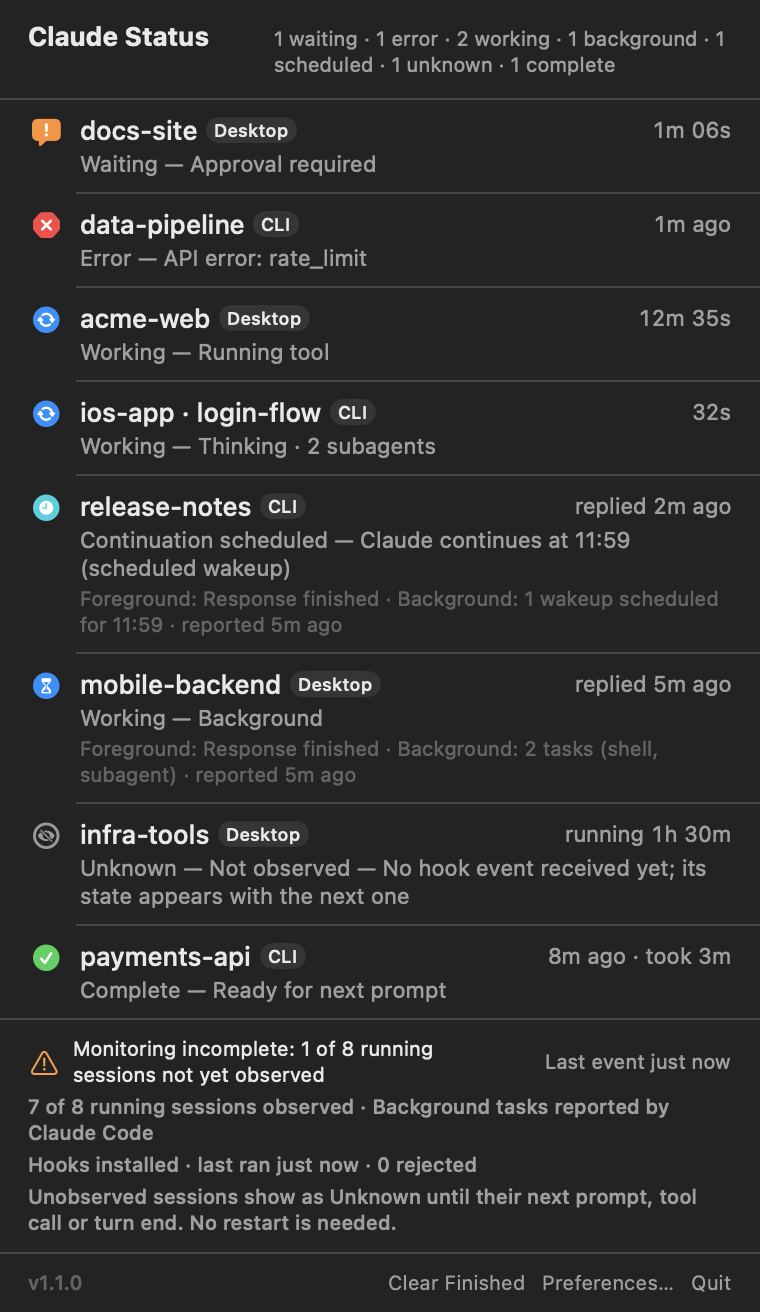 Claude Status
1 waiting · 1 error · 2 working · 1 background · 1
scheduled · 1 unknown · 1 complete
docs-site Desktop 1m 06s
Waiting — Approval required
data-pipeline CLI 1m ago
Error — API error: rate_limit
acme-web Desktop 12m 35s
Working — Running tool
ios-app · login-flow CLI 32s
Working — Thinking · 2 subagents
release-notes CLI replied 2m ago
Continuation scheduled — Claude continues at 11:59
(scheduled wakeup)
Foreground: Response finished · Background: 1 wakeup scheduled
for 11:59 · reported 5m ago
mobile-backend Desktop replied 5m ago
Working — Background
Foreground: Response finished · Background: 2 tasks (shell,
subagent) · reported 5m ago
infra-tools Desktop running 1h 30m
Unknown — Not observed — No hook event received yet; its
state appears with the next one
payments-api CLI 8m ago · took 3m
Complete — Ready for next prompt
Monitoring incomplete: 1 of 8 running
sessions not yet observed
Last event just now
7 of 8 running sessions observed · Background tasks reported by
Claude Code
Hooks installed · last ran just now · 0 rejected
Unobserved sessions show as Unknown until their next prompt, tool
call or turn end. No restart is needed.
v1.1.0 Clear Finished Preferences... Quit